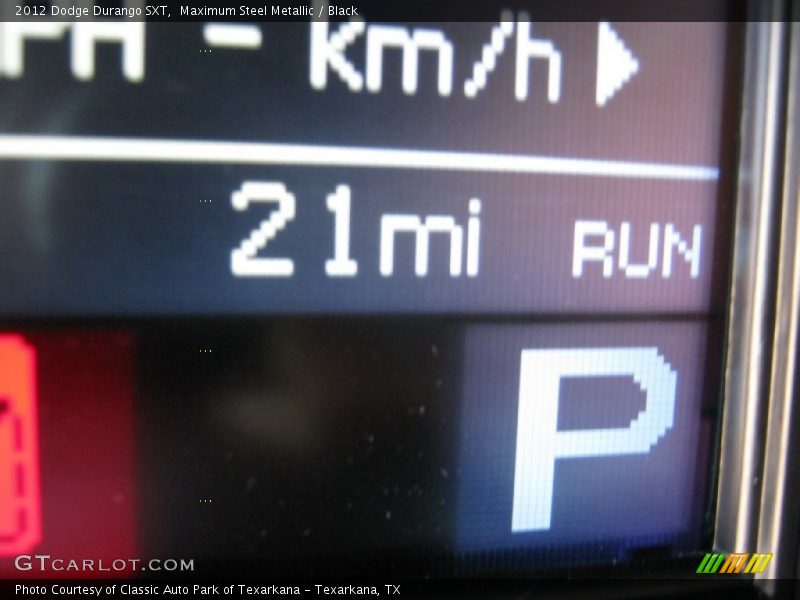 2012 Dodge Durango SXT,  Maximum Steel Metallic / Black
- km/h
21mi RUN
P
GTCARLOT.COM
Photo Courtesy of Classic Auto Park of Texarkana - Texarkana, TX